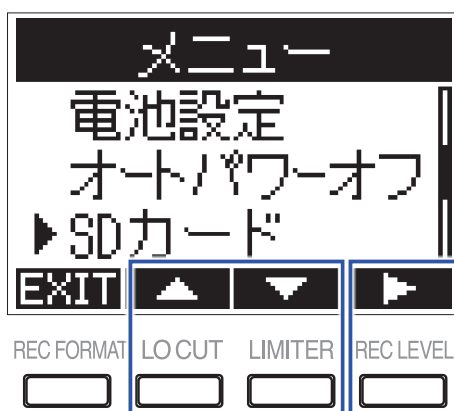 メニュー
電池設定
オートパワーオフ
▶SDカード
EXIT ▲ ▼ ▶
REC FORMAT LO CUT LIMITER REC LEVEL